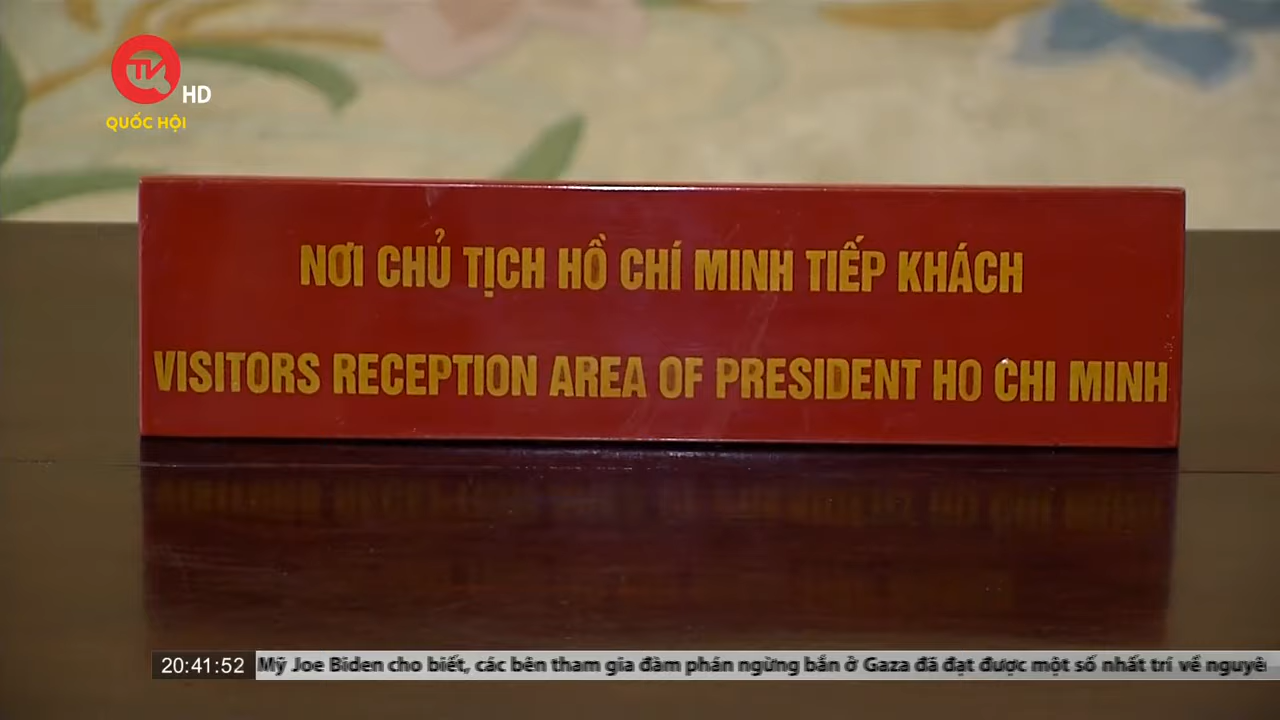 TV
HD
QUỐC HỘI
NƠI CHỦ TỊCH HỒ CHÍ MINH TIẾP KHÁCH
VISITORS RECEPTION AREA OF PRESIDENT HO CHI MINH
20:41:52 Mỹ Joe Biden cho biết, các bên tham gia đàm phán ngừng bắn ở Gaza đã đạt được một số nhất trí về nguyê